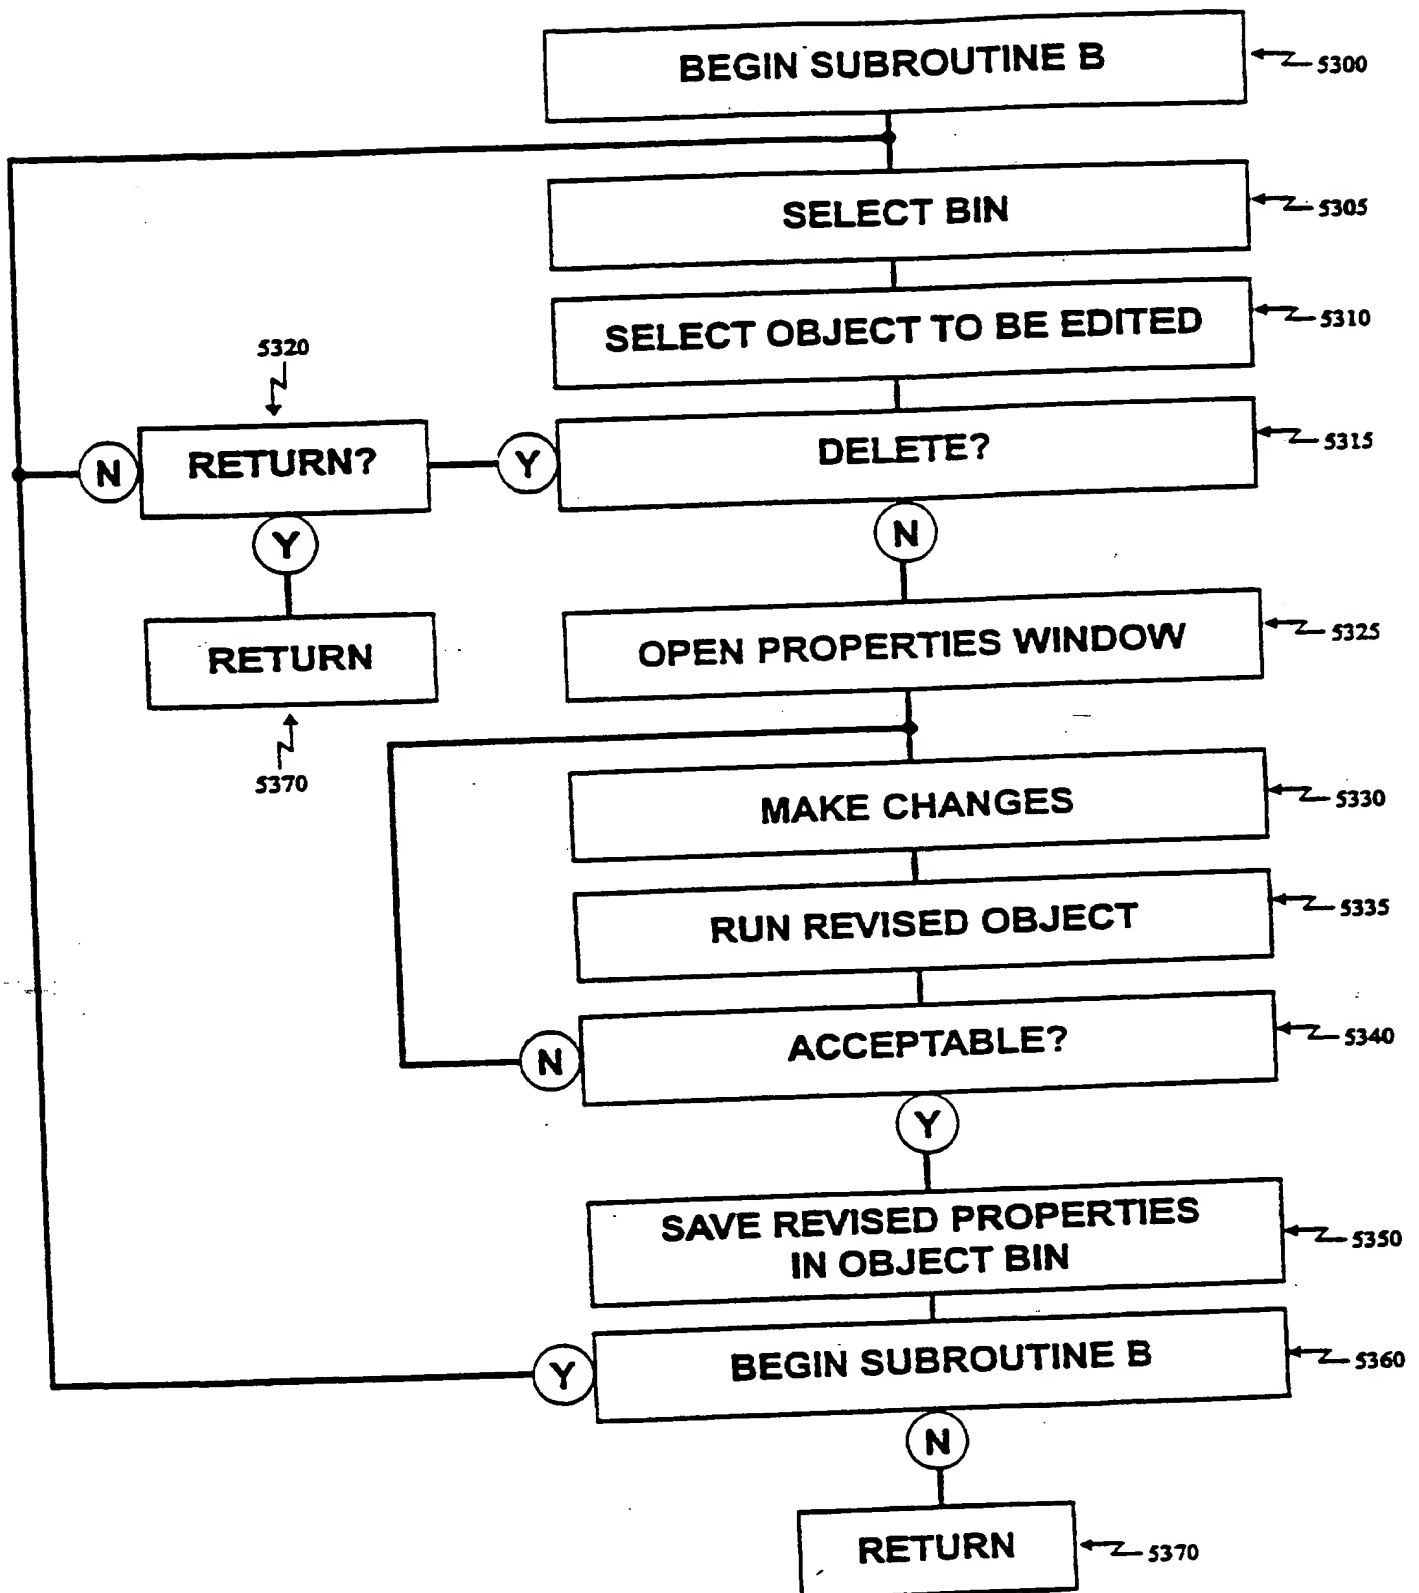 BEGIN SUBROUTINE B
5300
SELECT BIN
5305
SELECT OBJECT TO BE EDITED
5310
5320
N
RETURN?
Y
DELETE?
5315
Y
N
RETURN
OPEN PROPERTIES WINDOW
5325
5370
MAKE CHANGES
5330
RUN REVISED OBJECT
5335
N
ACCEPTABLE?
5340
Y
SAVE REVISED PROPERTIES
IN OBJECT BIN
5350
Y
BEGIN SUBROUTINE B
5360
N
RETURN
5370